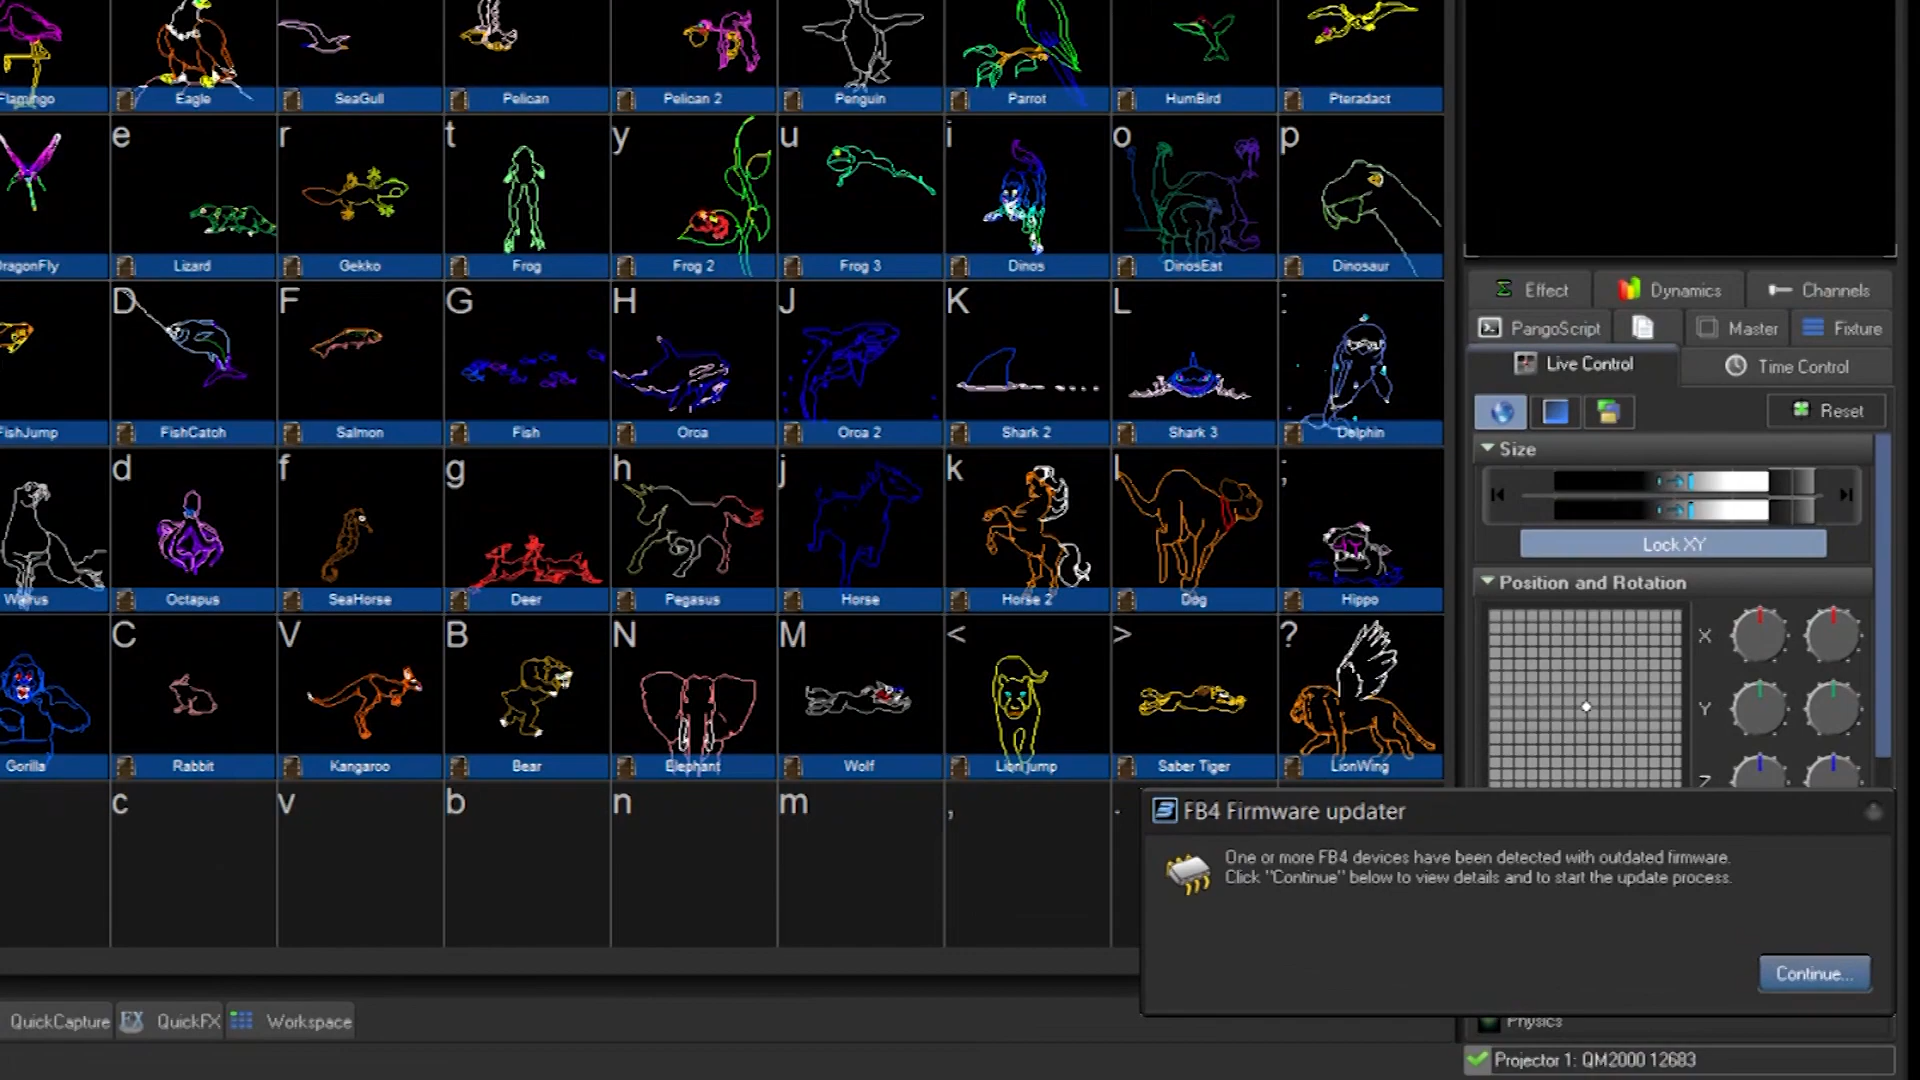 Flamingo Eagle SeaGull Pelican Pelican 2 Penguin Parrot HumBird Pteradact
e r t y u i o p
DragonFly Lizard Gekko Frog Frog 2 Frog 3 Dinos DinosEat Dinosaur
D F G H J K L :
FishJump FishCatch Salmon Fish Orca Orca 2 Shark 2 Shark 3 Dolphin
d f g h j k l ;
Walrus Octapus SeaHorse Deer Pegasus Horse Horse 2 Dog Hippo
C V B N M < > ?
Gorilla Rabbit Kangaroo Bear Elephant Wolf Lion jump Saber Tiger LionWing
c v b n m , .
QuickCapture FX QuickFX Workspace
Effect Dynamics Channels
PangoScript Master Fixture
Live Control Time Control
Reset
Size
Lock XY
Position and Rotation
X
Y
Z
FB4 Firmware updater
One or more FB4 devices have been detected with outdated firmware.
Click "Continue" below to view details and to start the update process.
Continue...
Physics
Projector 1: QM2000 12683